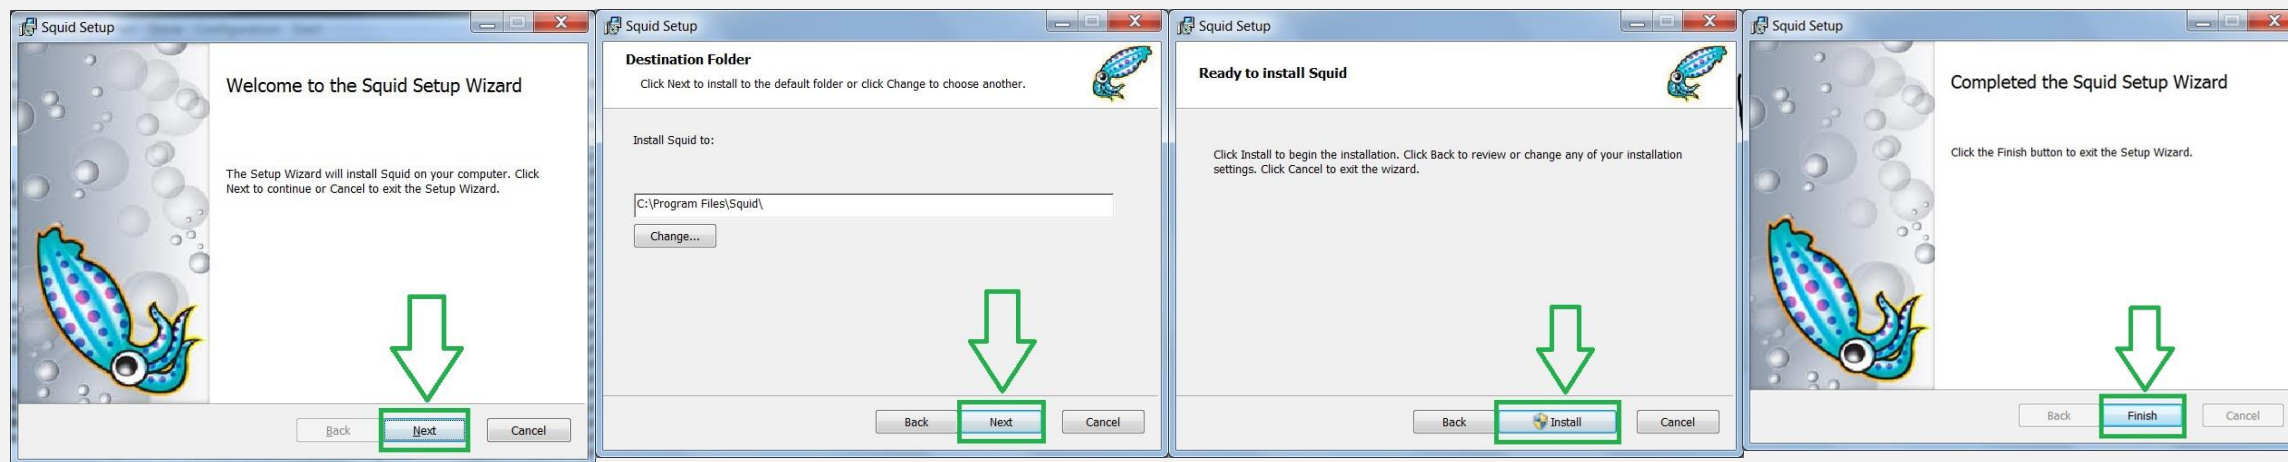 Squid Setup
Welcome to the Squid Setup Wizard
The Setup Wizard will install Squid on your computer. Click
Next to continue or Cancel to exit the Setup Wizard.
Back
Next
Cancel
Squid Setup
Destination Folder
Click Next to install to the default folder or click Change to choose another.
Install Squid to:
C:\Program Files\Squid\
Change...
Back
Next
Cancel
Squid Setup
Ready to install Squid
Click Install to begin the installation. Click Back to review or change any of your installation
settings. Click Cancel to exit the wizard.
Back
Install
Cancel
Squid Setup
Completed the Squid Setup Wizard
Click the Finish button to exit the Setup Wizard.
Back
Finish
Cancel